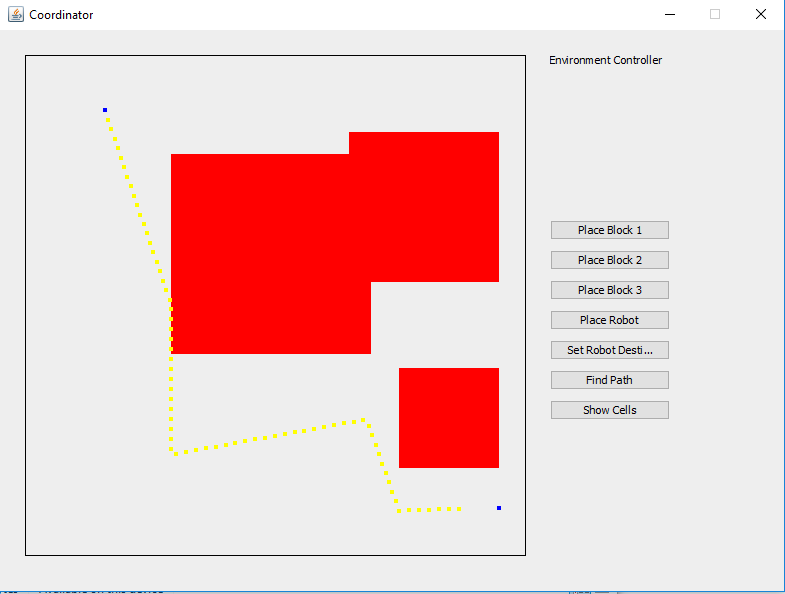 Coordinator
Environment Controller
Place Block 1
Place Block 2
Place Block 3
Place Robot
Set Robot Desti...
Find Path
Show Cells